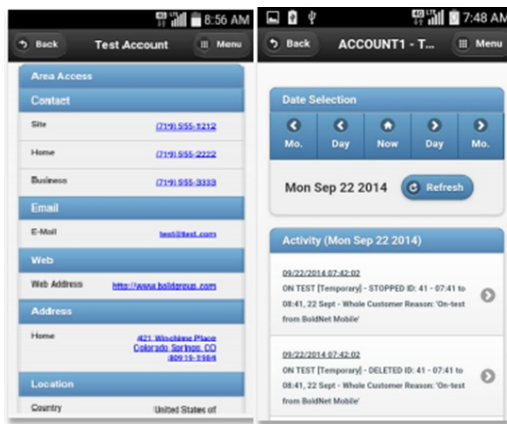 4G LTE 8:56 AM
Back Test Account Menu
Area Access
Contact
Site (719) 555-1212
Home (719) 555-2222
Business (719) 555-3333
Email
E-Mail test@test.com
Web
Web Address http://www.boldgroup.com
Address
Home 421 Windchime Place
Colorado Springs, CO
80919-1984
Location
Country United States of
4G LTE 7:48 AM
Back ACCOUNT1 - T... Menu
Date Selection
Mo. Day Now Day Mo.
Mon Sep 22 2014 Refresh
Activity (Mon Sep 22 2014)
09/22/2014 07:42:02
ON TEST [Temporary] - STOPPED ID: 41 - 07:41 to
08:41, 22 Sept - Whole Customer Reason: 'On-test
from BoldNet Mobile'
09/22/2014 07:42:02
ON TEST [Temporary] - DELETED ID: 41 - 07:41 to
08:41, 22 Sept - Whole Customer Reason: 'On-test
from BoldNet Mobile'